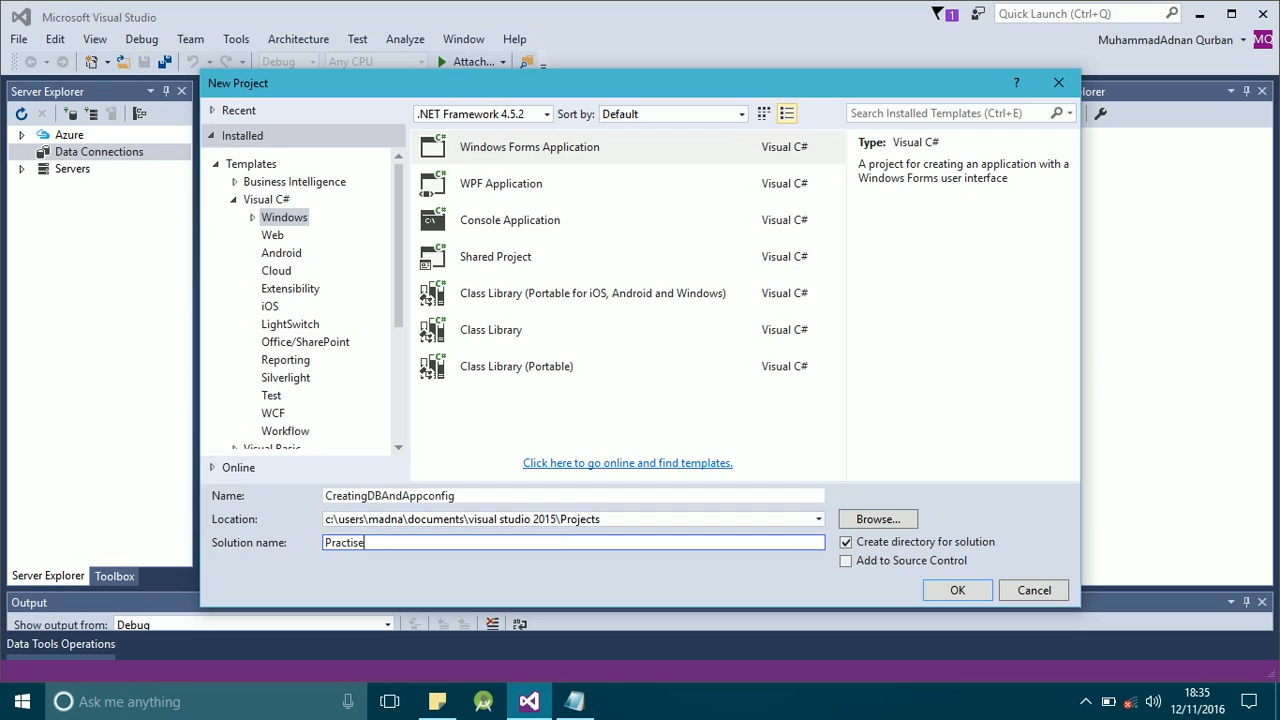 Microsoft Visual Studio
1
Quick Launch (Ctrl+Q)
File Edit View Debug Team Tools Architecture Test Analyze Window Help
MuhammadAdnan Qurban MQ
Debug Any CPU Attach...
Server Explorer
Azure
Data Connections
Servers
Server Explorer Toolbox
New Project
?
Recent
Installed
Templates
Business Intelligence
Visual C#
Windows
Web
Android
Cloud
Extensibility
iOS
LightSwitch
Office/SharePoint
Reporting
Silverlight
Test
WCF
Workflow
Visual Basic
Online
.NET Framework 4.5.2 Sort by: Default
Windows Forms Application Visual C#
WPF Application Visual C#
Console Application Visual C#
Shared Project Visual C#
Class Library (Portable for iOS, Android and Windows) Visual C#
Class Library Visual C#
Class Library (Portable) Visual C#
Click here to go online and find templates.
Search Installed Templates (Ctrl+E)
Type: Visual C#
A project for creating an application with a
Windows Forms user interface
Name: CreatingDBAndAppconfig
Location: c:\users\madna\documents\visual studio 2015\Projects Browse...
Solution name: Practise
Create directory for solution
Add to Source Control
OK Cancel
plorer
Output
Show output from: Debug
Data Tools Operations
Ask me anything
18:35
12/11/2016